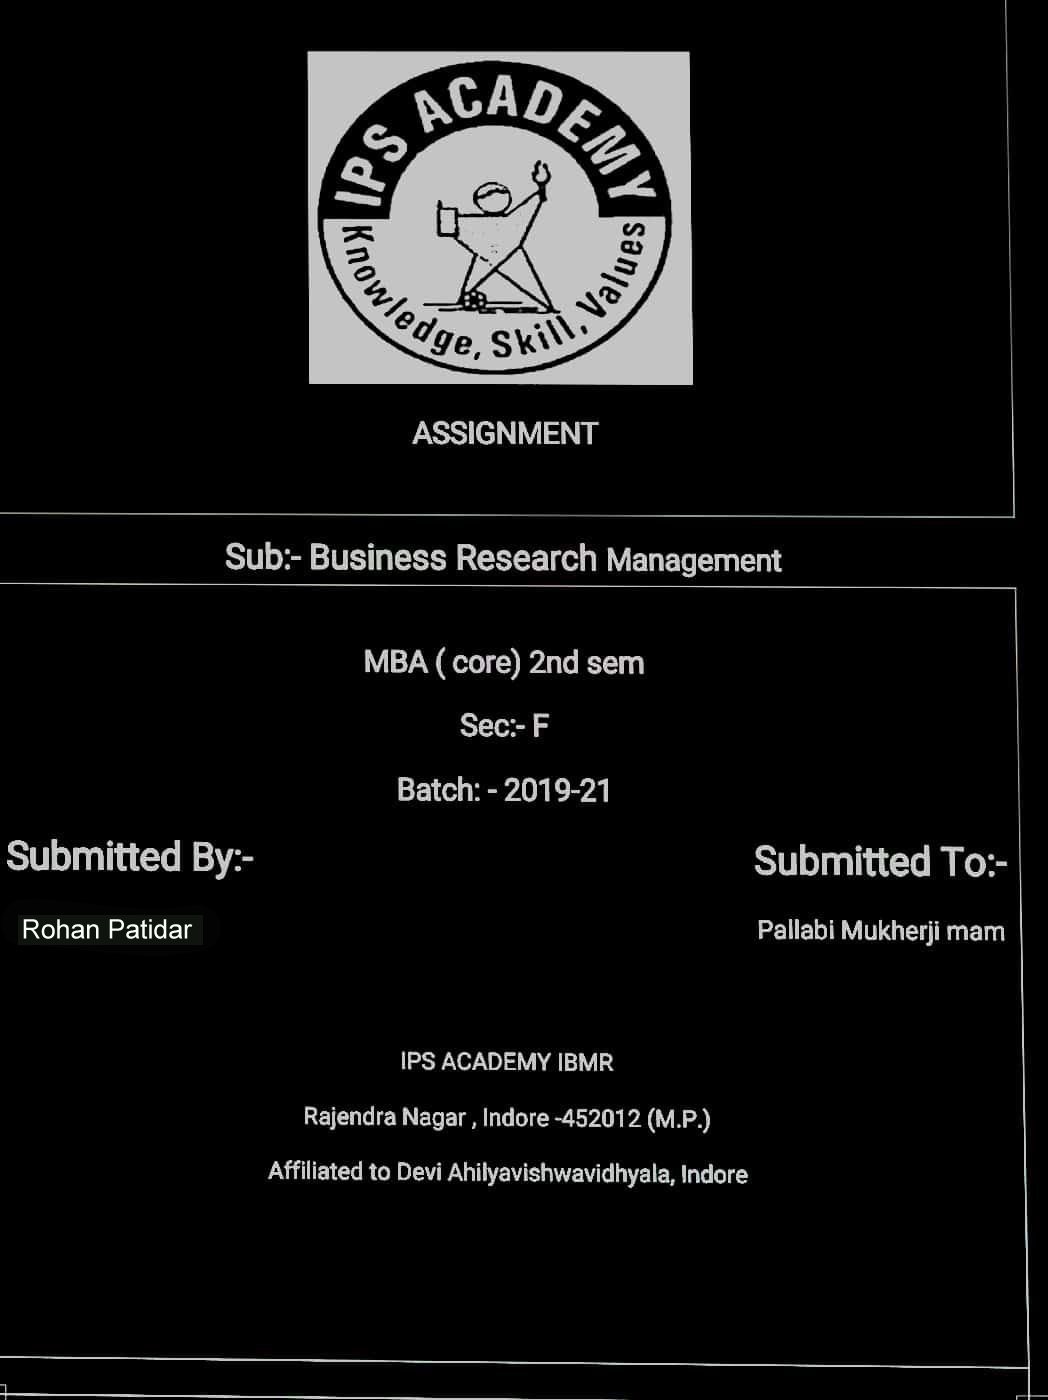 IPS ACADEMY
Knowledge, Skill, Values
ASSIGNMENT
Sub:- Business Research Management
MBA ( core) 2nd sem
Sec:- F
Batch: - 2019-21
Submitted By:-
Submitted To:-
Rohan Patidar
Pallabi Mukherji mam
IPS ACADEMY IBMR
Rajendra Nagar , Indore -452012 (M.P.)
Affiliated to Devi Ahilyavishwavidhyala, Indore